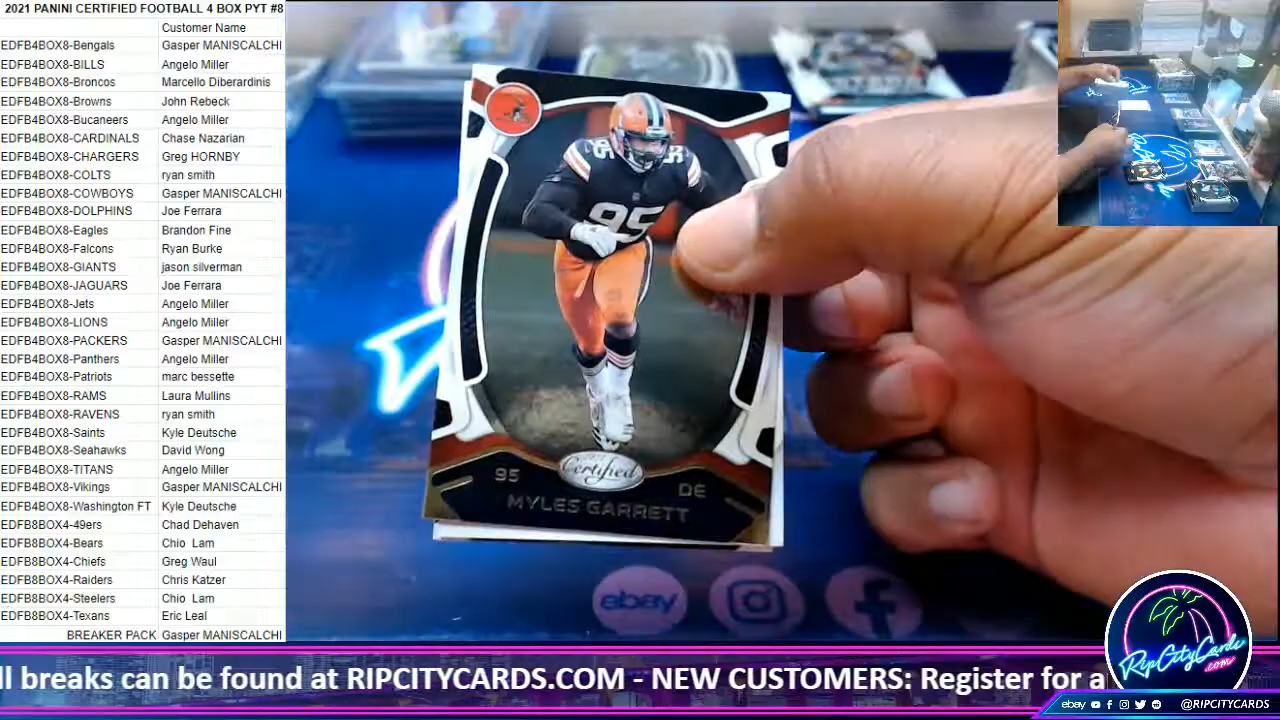 2021 PANINI CERTIFIED FOOTBALL 4 BOX PYT #8
Customer Name
EDFB4BOX8-Bengals Gasper MANISCALCHI
EDFB4BOX8-BILLS Angelo Miller
EDFB4BOX8-Broncos Marcello Diberardinis
EDFB4BOX8-Browns John Rebeck
EDFB4BOX8-Bucaneers Angelo Miller
EDFB4BOX8-CARDINALS Chase Nazarian
EDFB4BOX8-CHARGERS Greg HORNBY
EDFB4BOX8-COLTS ryan smith
EDFB4BOX8-COWBOYS Gasper MANISCALCHI
EDFB4BOX8-DOLPHINS Joe Ferrara
EDFB4BOX8-Eagles Brandon Fine
EDFB4BOX8-Falcons Ryan Burke
EDFB4BOX8-GIANTS jason silverman
EDFB4BOX8-JAGUARS Joe Ferrara
EDFB4BOX8-Jets Angelo Miller
EDFB4BOX8-LIONS Angelo Miller
EDFB4BOX8-PACKERS Gasper MANISCALCHI
EDFB4BOX8-Panthers Angelo Miller
EDFB4BOX8-Patriots marc bessette
EDFB4BOX8-RAMS Laura Mullins
EDFB4BOX8-RAVENS ryan smith
EDFB4BOX8-Saints Kyle Deutsche
EDFB4BOX8-Seahawks David Wong
EDFB4BOX8-TITANS Angelo Miller
EDFB4BOX8-Vikings Gasper MANISCALCHI
EDFB4BOX8-Washington FT Kyle Deutsche
EDFB8BOX4-49ers Chad Dehaven
EDFB8BOX4-Bears Chio Lam
EDFB8BOX4-Chiefs Greg Waul
EDFB8BOX4-Raiders Chris Katzer
EDFB8BOX4-Steelers Chio Lam
EDFB8BOX4-Texans Eric Leal
BREAKER PACK Gasper MANISCALCHI
95
95
Certified
95 DE
MYLES GARRETT
ebay
RipCityCards
.com
ll breaks can be found at RIPCITYCARDS.COM - NEW CUSTOMERS: Register for a
ebay @RIPCITYCARDS